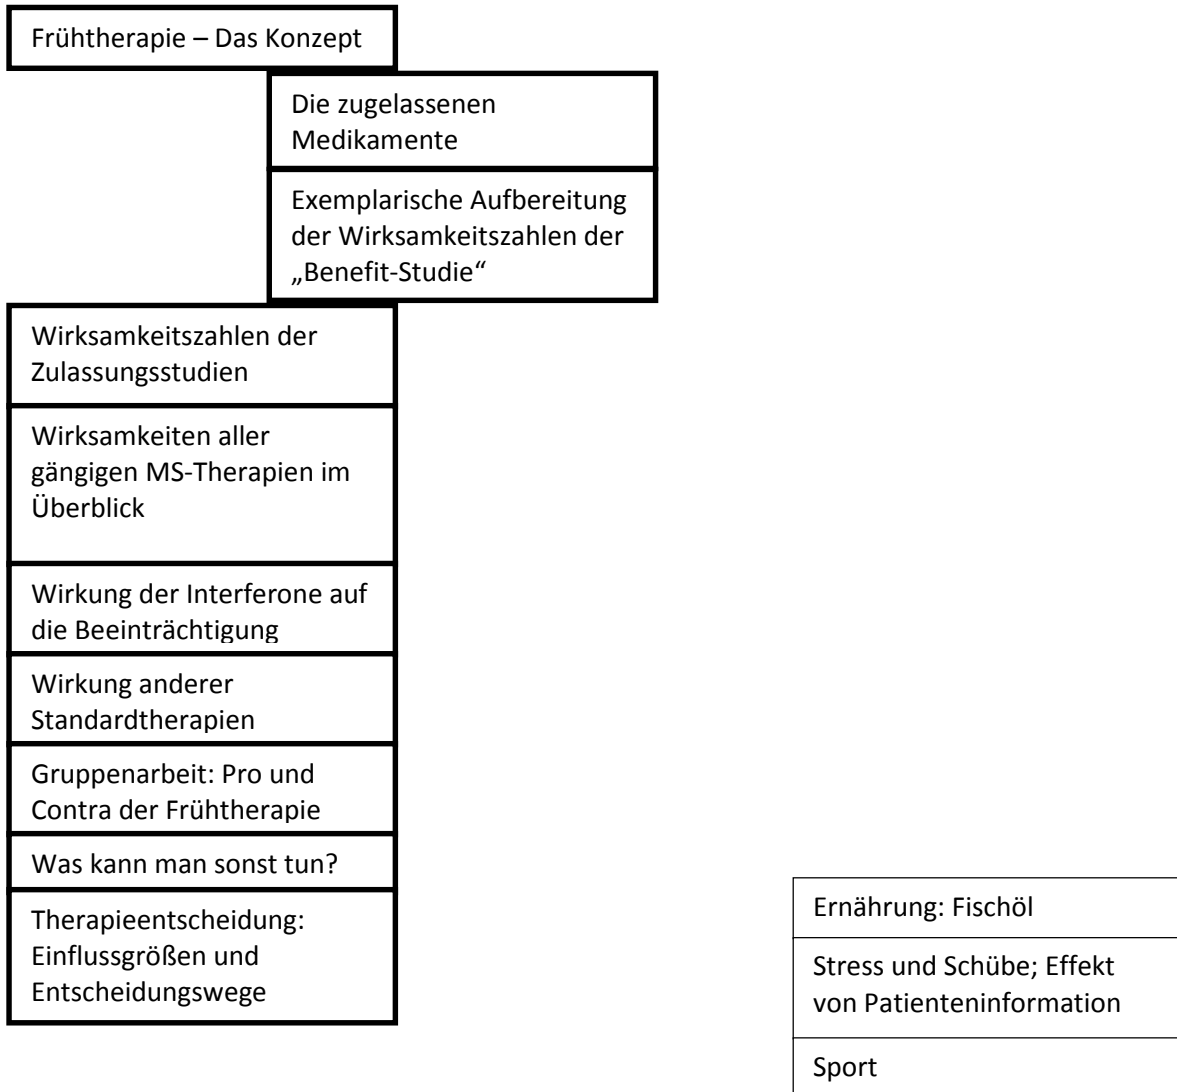 Frühtherapie – Das Konzept
Die zugelassenen
Medikamente
Exemplarische Aufbereitung
der Wirksamkeitszahlen der
„Benefit-Studie“
Wirksamkeitszahlen der
Zulassungsstudien
Wirksamkeiten aller
gängigen MS-Therapien im
Überblick
Wirkung der Interferone auf
die Beeinträchtigung
Wirkung anderer
Standardtherapien
Gruppenarbeit: Pro und
Contra der Frühtherapie
Was kann man sonst tun?
Therapieentscheidung:
Einflussgrößen und
Entscheidungswege
Ernährung: Fischöl
Stress und Schübe; Effekt
von Patienteninformation
Sport